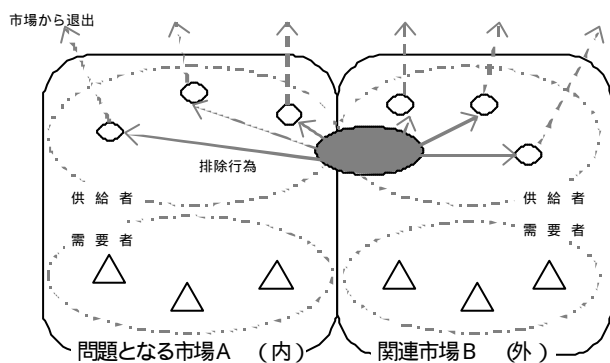 市場から退出
排除行為
供 給 者
供 給 者
需 要 者
需 要 者
問題となる市場A (内)
関連市場B (外)